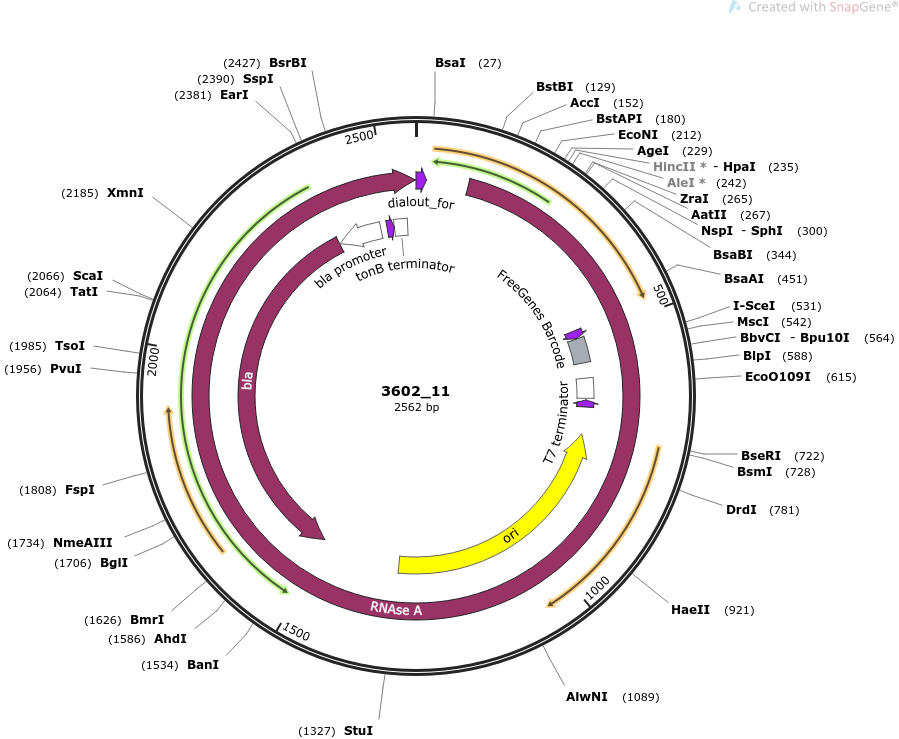 Created with SnapGene®
(2427) BsrBI
(2390) SspI
(2381) EarI
(2185) XmnI
(2066) ScaI
(2064) TatI
(1985) TsoI
(1956) PvuI
(1808) FspI
(1734) NmeAIII
(1706) BglI
(1626) BmrI
(1586) AhdI
(1534) BanI
(1327) StuI
BsaI (27)
BstBI (129)
AccI (152)
BstAPI (180)
EcoNI (212)
AgeI (229)
HincII * - HpaI (235)
AleI * (242)
ZraI (265)
AatII (267)
NspI - SphI (300)
BsaBI (344)
BsaAI (451)
I-SceI (531)
MscI (542)
BbvCI - Bpu10I (564)
BlpI (588)
EcoO109I (615)
BseRI (722)
BsmI (728)
DrdI (781)
HaeII (921)
AlwNI (1089)
500
1000
1500
2000
2500
dialout_for
bla promoter
tonB terminator
FreeGenes Barcode
T7 terminator
bla
ori
RNAse A
3602_11
2562 bp